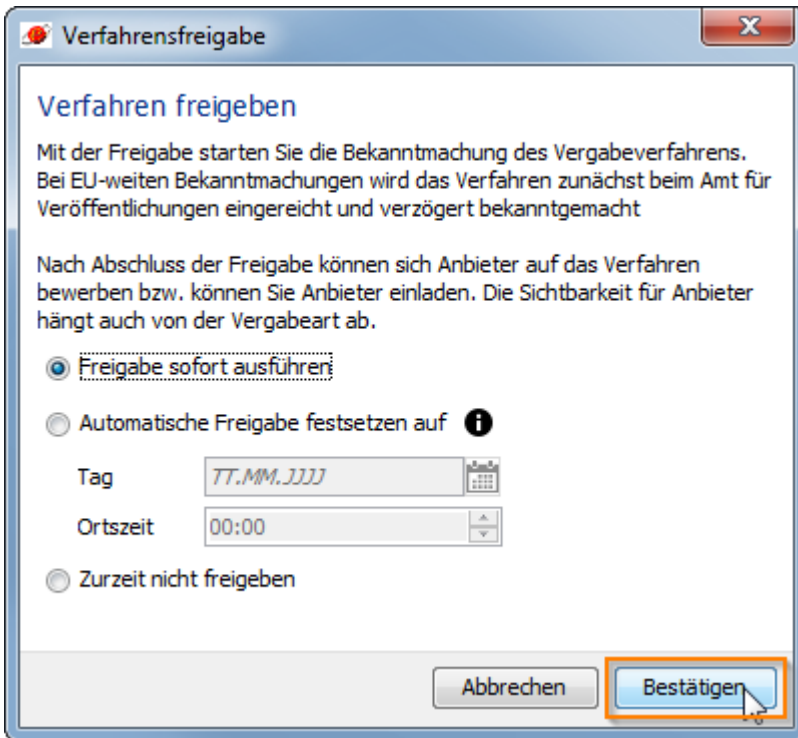 Verfahrensfreigabe
Verfahren freigeben
Mit der Freigabe starten Sie die Bekanntmachung des Vergabeverfahrens.
Bei EU-weiten Bekanntmachungen wird das Verfahren zunächst beim Amt für
Veröffentlichungen eingereicht und verzögert bekanntgemacht
Nach Abschluss der Freigabe können sich Anbieter auf das Verfahren
bewerben bzw. können Sie Anbieter einladen. Die Sichtbarkeit für Anbieter
hängt auch von der Vergabeart ab.
Freigabe sofort ausführen
Automatische Freigabe festsetzen auf
Tag TT.MM.JJJJ
Ortszeit 00:00
Zurzeit nicht freigeben
Abbrechen Bestätigen